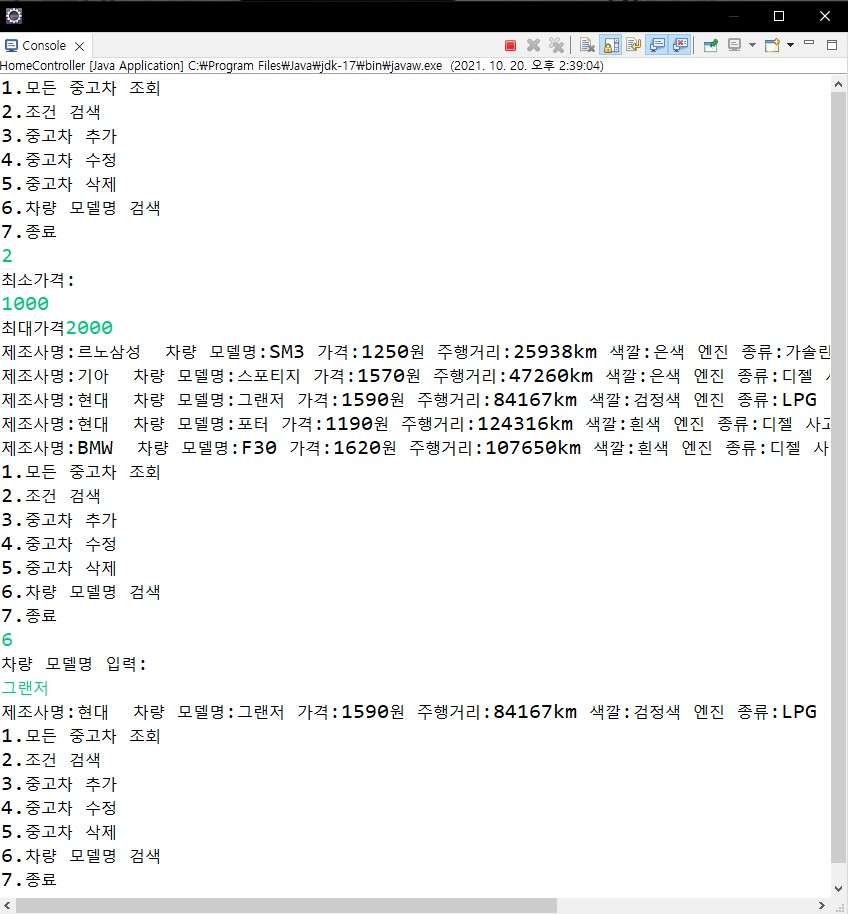 Console
HomeController [Java Application] C:₩Program Files₩Java₩jdk-17₩bin₩javaw.exe (2021. 10. 20. 오후 2:39:04)
1.모든 중고차 조회
2.조건 검색
3.중고차 추가
4.중고차 수정
5.중고차 삭제
6.차량 모델명 검색
7.종료
2
최소가격:
1000
최대가격2000
제조사명:르노삼성  차량 모델명:SM3 가격:1250원 주행거리:25938km 색깔:은색 엔진 종류:가솔린
제조사명:기아  차량 모델명:스포티지 가격:1570원 주행거리:47260km 색깔:은색 엔진 종류:디젤
제조사명:현대  차량 모델명:그랜저 가격:1590원 주행거리:84167km 색깔:검정색 엔진 종류:LPG
제조사명:현대  차량 모델명:포터 가격:1190원 주행거리:124316km 색깔:흰색 엔진 종류:디젤
제조사명:BMW  차량 모델명:F30 가격:1620원 주행거리:107650km 색깔:흰색 엔진 종류:디젤
1.모든 중고차 조회
2.조건 검색
3.중고차 추가
4.중고차 수정
5.중고차 삭제
6.차량 모델명 검색
7.종료
6
차량 모델명 입력:
그랜저
제조사명:현대  차량 모델명:그랜저 가격:1590원 주행거리:84167km 색깔:검정색 엔진 종류:LPG
1.모든 중고차 조회
2.조건 검색
3.중고차 추가
4.중고차 수정
5.중고차 삭제
6.차량 모델명 검색
7.종료